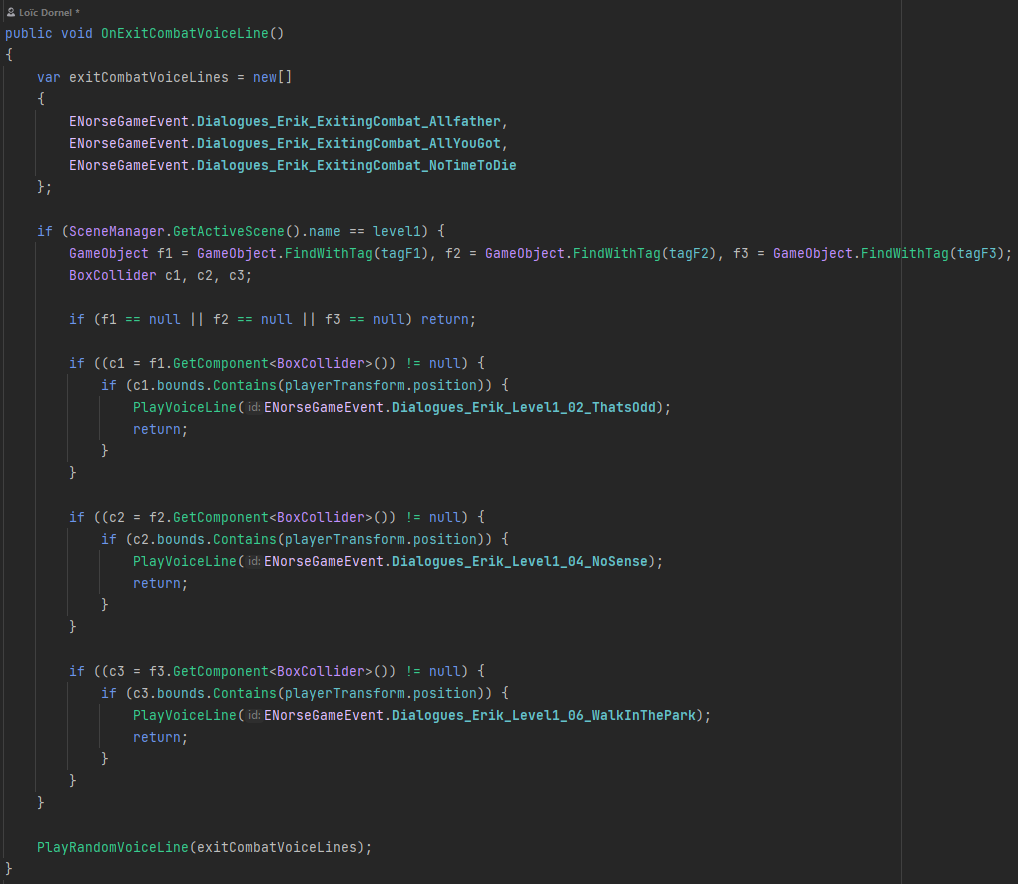 Loïc Dornel *
public void OnExitCombatVoiceLine()
{
    var exitCombatVoiceLines = new[]
    {
        ENorseGameEvent.Dialogues_Erik_ExitingCombat_Allfather,
        ENorseGameEvent.Dialogues_Erik_ExitingCombat_AllYouGot,
        ENorseGameEvent.Dialogues_Erik_ExitingCombat_NoTimeToDie
    };

    if (SceneManager.GetActiveScene().name == level1) {
        GameObject f1 = GameObject.FindWithTag(tagF1), f2 = GameObject.FindWithTag(tagF2), f3 = GameObject.FindWithTag(tagF3);
        BoxCollider c1, c2, c3;

        if (f1 == null || f2 == null || f3 == null) return;

        if ((c1 = f1.GetComponent<BoxCollider>()) != null) {
            if (c1.bounds.Contains(playerTransform.position)) {
                PlayVoiceLine(id: ENorseGameEvent.Dialogues_Erik_Level1_02_ThatsOdd);
                return;
            }
        }

        if ((c2 = f2.GetComponent<BoxCollider>()) != null) {
            if (c2.bounds.Contains(playerTransform.position)) {
                PlayVoiceLine(id: ENorseGameEvent.Dialogues_Erik_Level1_04_NoSense);
                return;
            }
        }

        if ((c3 = f3.GetComponent<BoxCollider>()) != null) {
            if (c3.bounds.Contains(playerTransform.position)) {
                PlayVoiceLine(id: ENorseGameEvent.Dialogues_Erik_Level1_06_WalkInThePark);
                return;
            }
        }
    }

    PlayRandomVoiceLine(exitCombatVoiceLines);
}